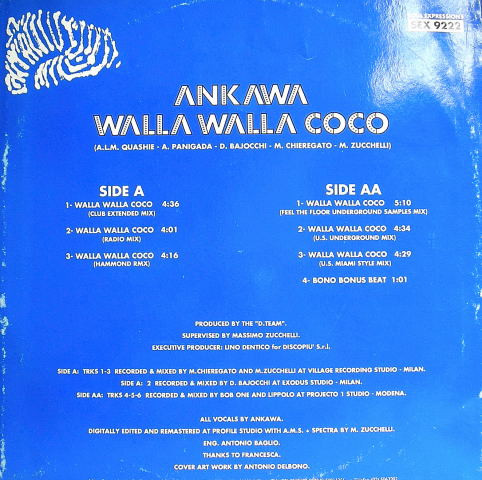 SOUL EXPRESSIONS
SEX 9222
ANKAWA
WALLA WALLA COCO
(A.L.M. QUASHIE - A. PANIGADA - D. BAJOCCHI - M. CHIEREGATO - M. ZUCCHELLI)
SIDE A
1- WALLA WALLA COCO 4:36
(CLUB EXTENDED MIX)
2- WALLA WALLA COCO 4:01
(RADIO MIX)
3- WALLA WALLA COCO 4:16
(HAMMOND RMX)
SIDE AA
1- WALLA WALLA COCO 5:10
(FEEL THE FLOOR UNDERGROUND SAMPLES MIX)
2- WALLA WALLA COCO 4:34
(U.S. UNDERGROUND MIX)
3- WALLA WALLA COCO 4:29
(U.S. MIAMI STYLE MIX)
4- BONO BONUS BEAT 1:01
PRODUCED BY THE "D.TEAM".
SUPERVISED BY MASSIMO ZUCCHELLI.
EXECUTIVE PRODUCER: LINO DENTICO for DISCOPIU' S.r.l.
SIDE A: TRKS 1-3 RECORDED & MIXED BY M.CHIEREGATO AND M.ZUCCHELLI AT VILLAGE RECORDING STUDIO - MILAN.
SIDE A: 2 RECORDED & MIXED BY D. BAJOCCHI AT EXODUS STUDIO - MILAN.
SIDE AA: TRKS 4-5-6 RECORDED & MIXED BY BOB ONE AND LIPPOLO AT PROJECTO 1 STUDIO - MODENA.
ALL VOCALS BY ANKAWA.
DIGITALLY EDITED AND REMASTERED AT PROFILE STUDIO WITH A.M.S. + SPECTRA BY M. ZUCCHELLI.
ENG. ANTONIO BAGLIO.
THANKS TO FRANCESCA.
COVER ART WORK BY ANTONIO DELBONO.